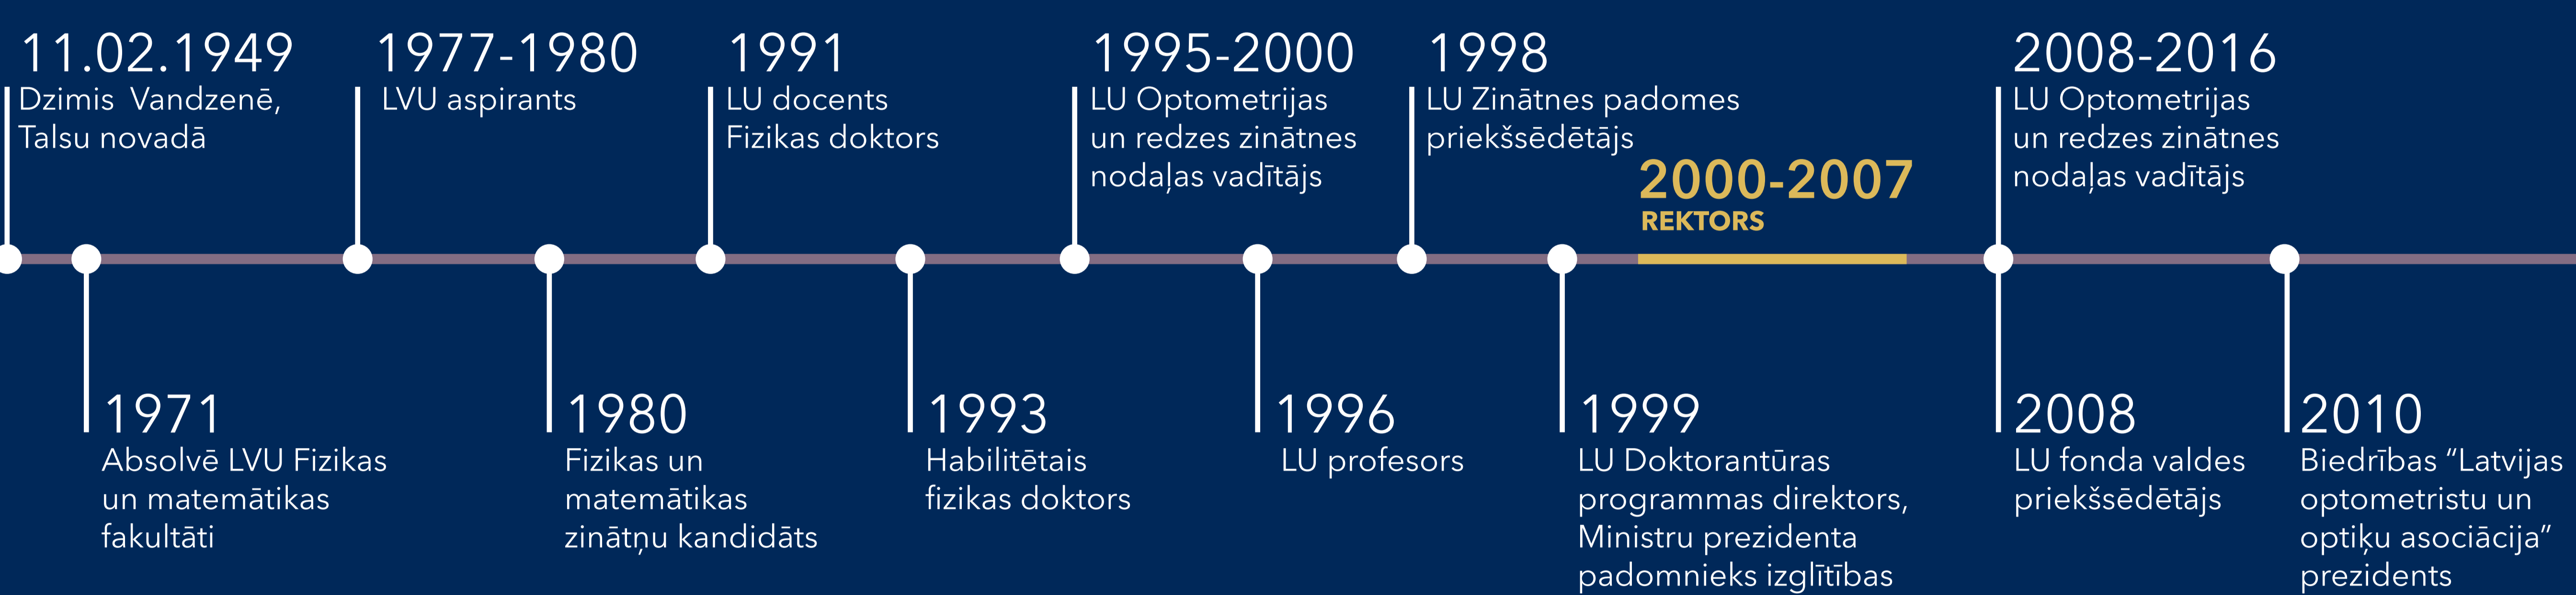 11.02.1949
Dzimis Vandzenē,
Talsu novadā
1971
Absolvē LVU Fizikas
un matemātikas
fakultāti
1977-1980
LVU aspirants
1980
Fizikas un
matemātikas
zinātņu kandidāts
1991
LU docents
Fizikas doktors
1993
Habilitētais
fizikas doktors
1995-2000
LU Optometrijas
un redzes zinātnes
nodaļas vadītājs
1996
LU profesors
1998
LU Zinātnes padomes
priekšsēdētājs
1999
LU Doktorantūras
programmas direktors,
Ministru prezidenta
padomnieks izglītības
2000-2007
REKTORS
2008-2016
LU Optometrijas
un redzes zinātnes
nodaļas vadītājs
2008
LU fonda valdes
priekšsēdētājs
2010
Biedrības “Latvijas
optometristu un
optiķu asociācija”
prezidents